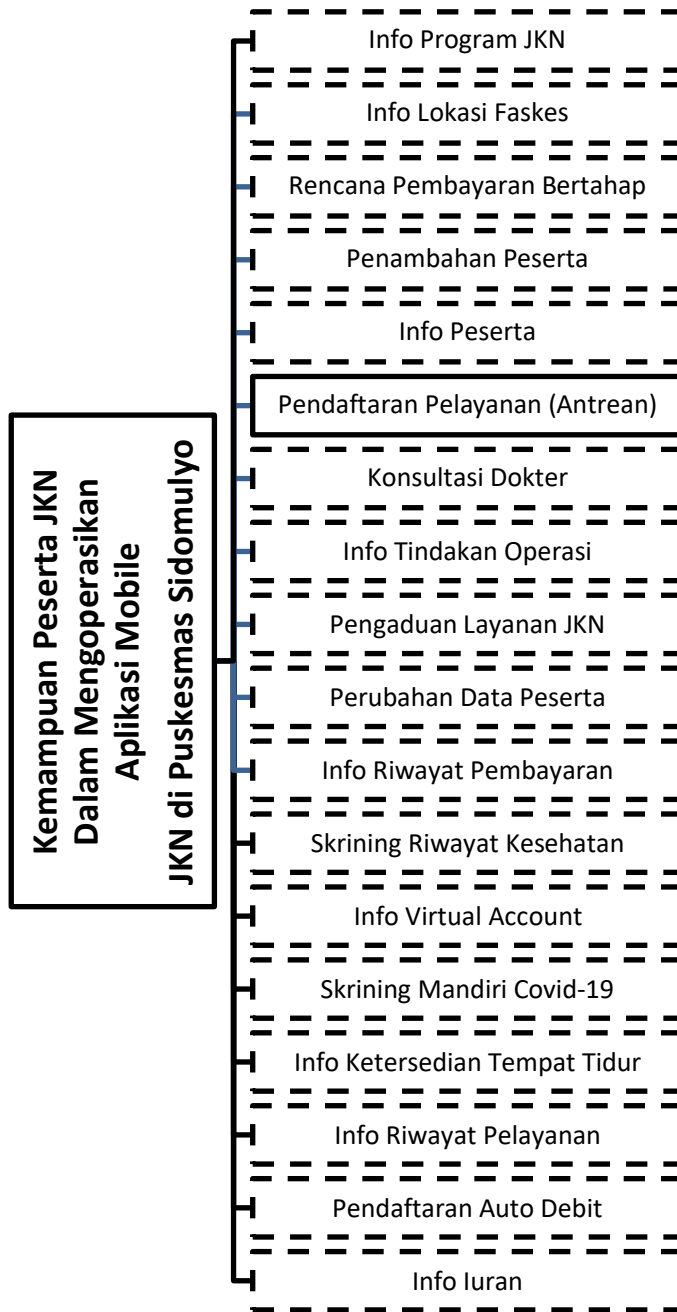 Kemampuan Peserta JKN
Dalam Mengoperasikan
Aplikasi Mobile
JKN di Puskesmas Sidomulyo
Info Program JKN
Info Lokasi Faskes
Rencana Pembayaran Bertahap
Penambahan Peserta
Info Peserta
Pendaftaran Pelayanan (Antrean)
Konsultasi Dokter
Info Tindakan Operasi
Pengaduan Layanan JKN
Perubahan Data Peserta
Info Riwayat Pembayaran
Skrining Riwayat Kesehatan
Info Virtual Account
Skrining Mandiri Covid-19
Info Ketersedian Tempat Tidur
Info Riwayat Pelayanan
Pendaftaran Auto Debit
Info Iuran